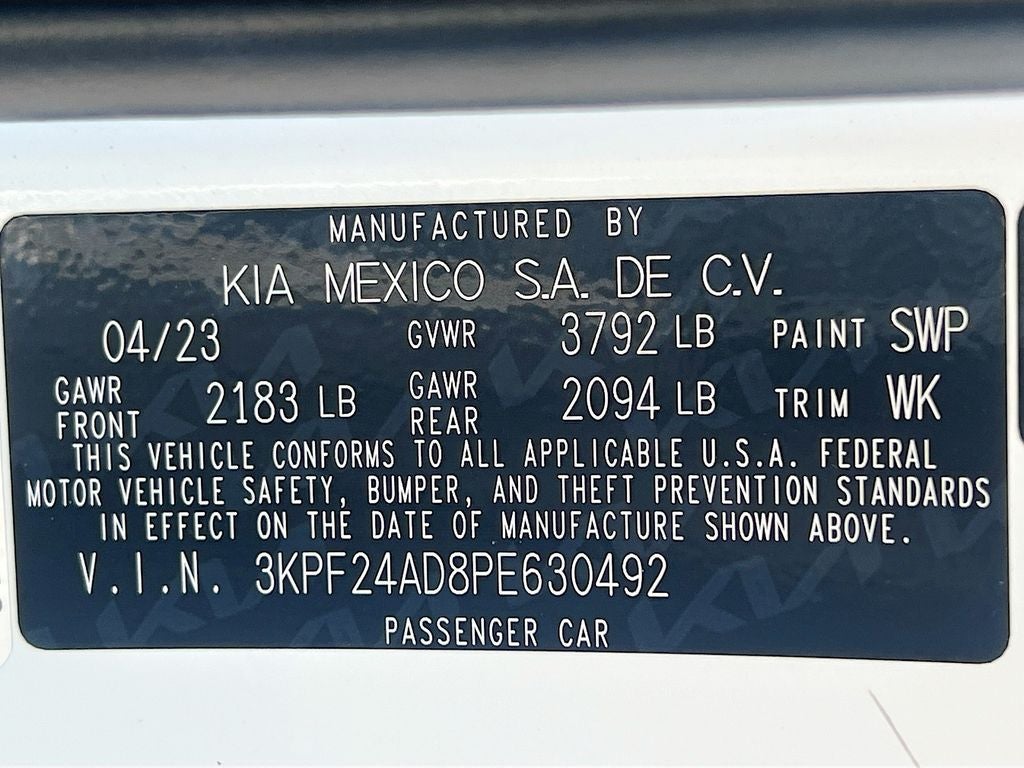 MANUFACTURED BY
KIA MEXICO S.A. DE C.V.
04/23 GVWR 3792 LB PAINT SWP
GAWR FRONT 2183 LB GAWR REAR 2094 LB TRIM WK
THIS VEHICLE CONFORMS TO ALL APPLICABLE U.S.A. FEDERAL
MOTOR VEHICLE SAFETY, BUMPER, AND THEFT PREVENTION STANDARDS
IN EFFECT ON THE DATE OF MANUFACTURE SHOWN ABOVE.
V.I.N. 3KPF24AD8PE630492
PASSENGER CAR